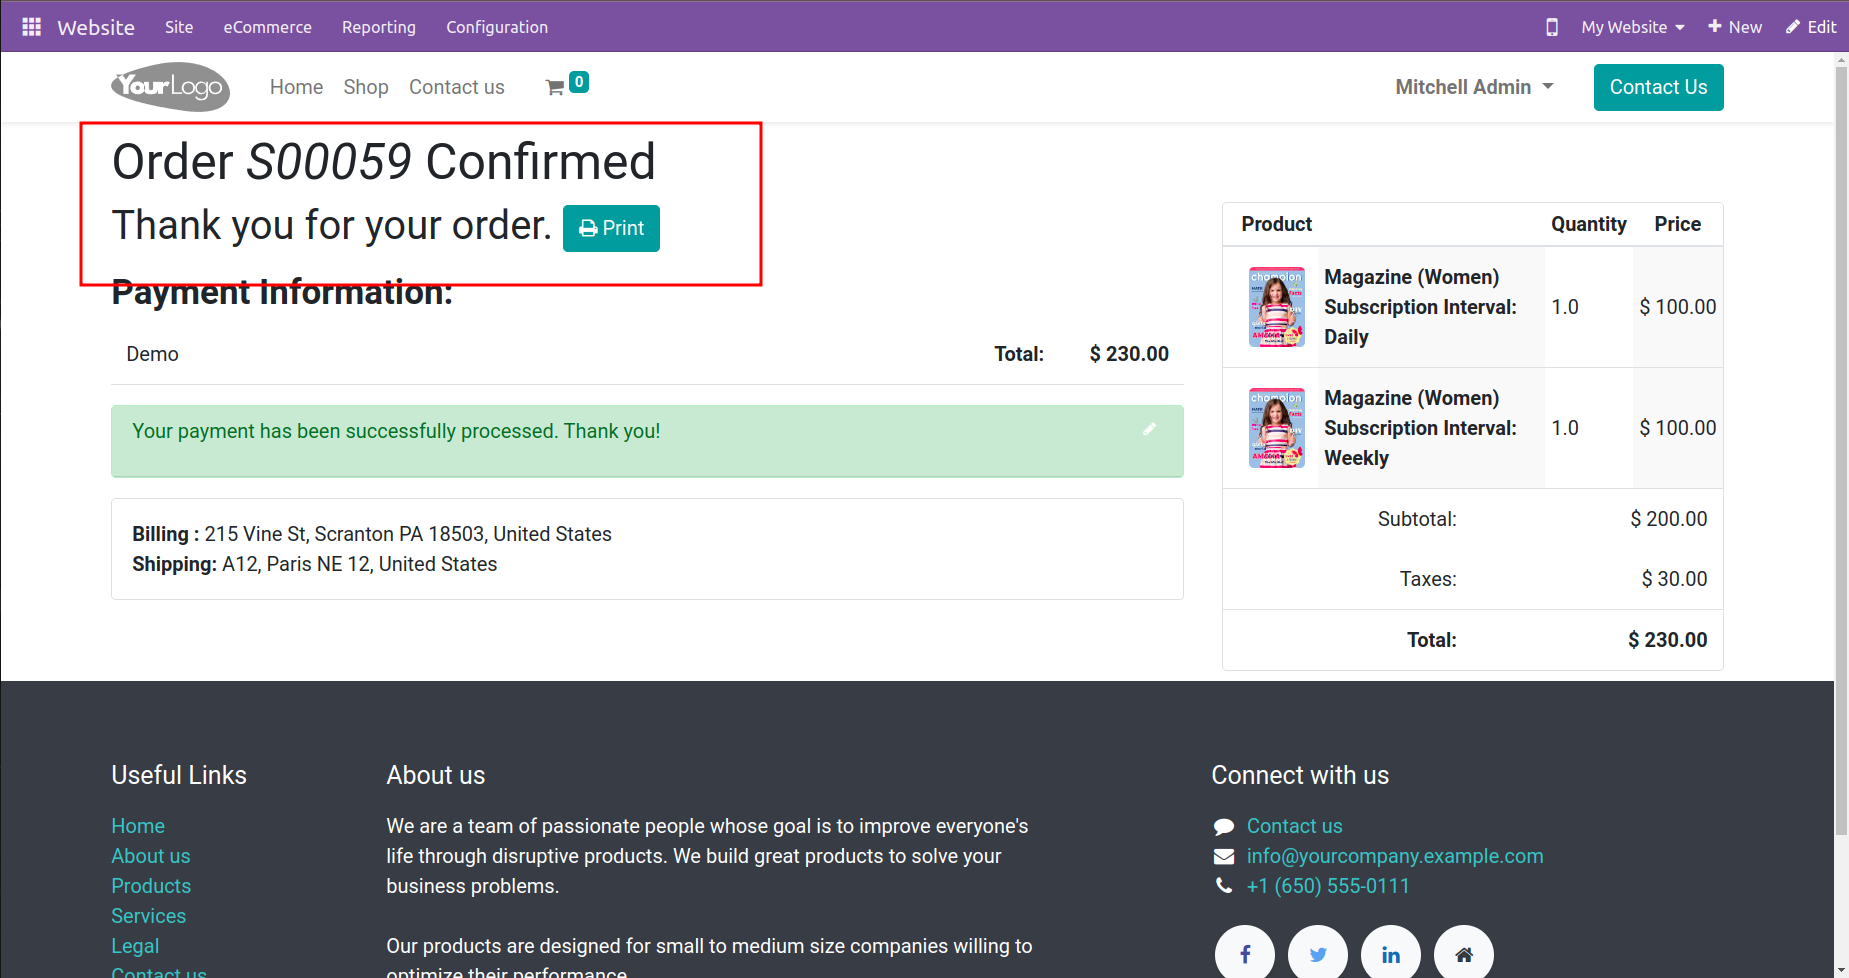 Website Site eCommerce Reporting Configuration My Website New Edit
YourLogo Home Shop Contact us 0 Mitchell Admin Contact Us
Order S00059 Confirmed
Thank you for your order. Print
Payment Information:
Demo Total: $ 230.00
Your payment has been successfully processed. Thank you!
Billing : 215 Vine St, Scranton PA 18503, United States
Shipping: A12, Paris NE 12, United States
Product Quantity Price
champion
Magazine (Women)
Subscription Interval:
Daily
1.0 $ 100.00
champion
Magazine (Women)
Subscription Interval:
Weekly
1.0 $ 100.00
Subtotal: $ 200.00
Taxes: $ 30.00
Total: $ 230.00
Useful Links
Home
About us
Products
Services
Legal
Contact us
About us
We are a team of passionate people whose goal is to improve everyone's
life through disruptive products. We build great products to solve your
business problems.
Our products are designed for small to medium size companies willing to
optimize their performance
Connect with us
Contact us
info@yourcompany.example.com
+1 (650) 555-0111